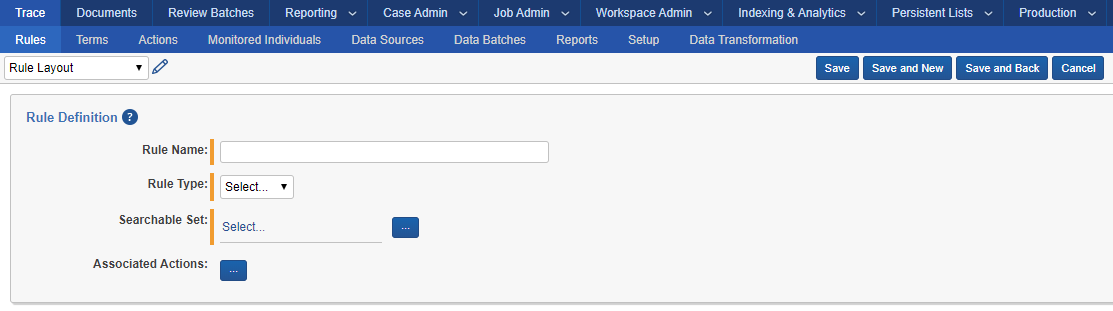 Trace Documents Review Batches Reporting Case Admin Job Admin Workspace Admin Indexing & Analytics Persistent Lists Production
Rules Terms Actions Monitored Individuals Data Sources Data Batches Reports Setup Data Transformation
Rule Layout Save Save and New Save and Back Cancel
Rule Definition ?
Rule Name:
Rule Type: Select...
Searchable Set: Select... ...
Associated Actions: ...